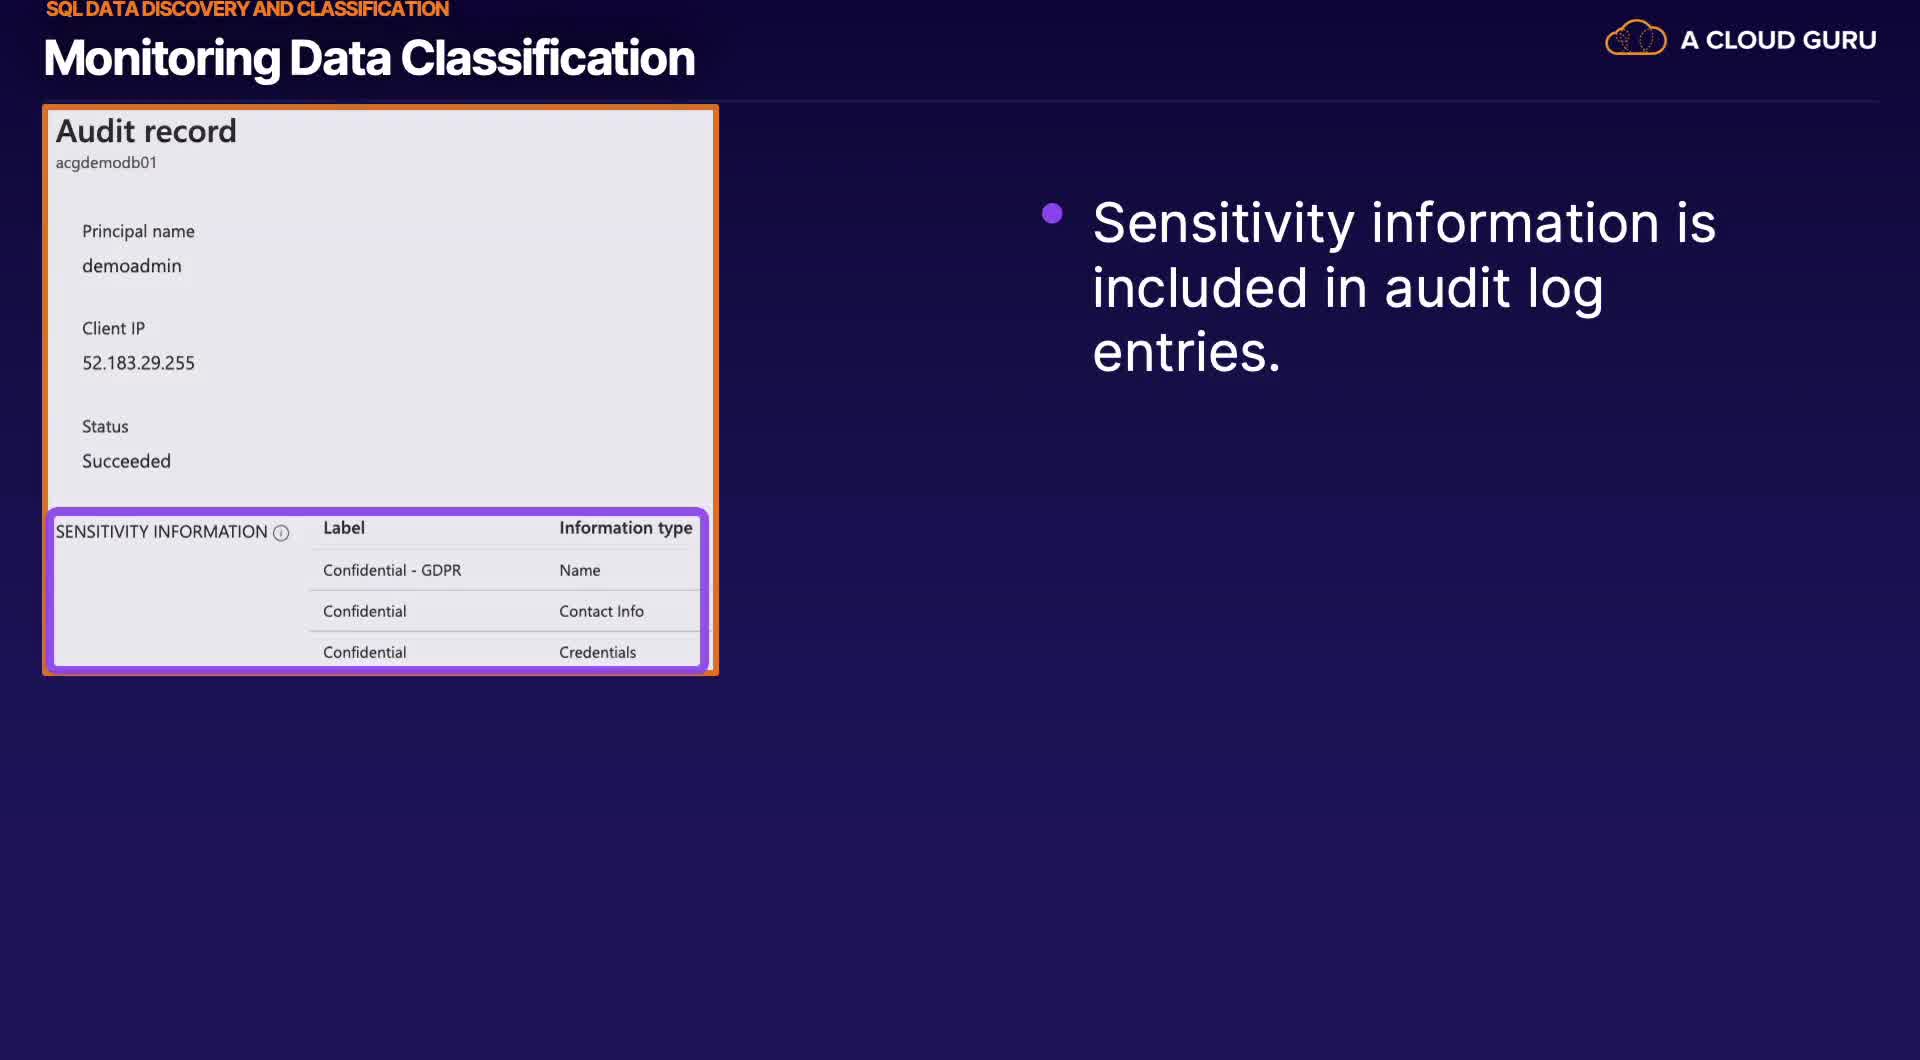 SQL DATA DISCOVERY AND CLASSIFICATION
Monitoring Data Classification
A CLOUD GURU
Audit record
acgdemodb01
Principal name
demoadmin
Client IP
52.183.29.255
Status
Succeeded
SENSITIVITY INFORMATION
Label Information type
Confidential - GDPR Name
Confidential Contact Info
Confidential Credentials
Sensitivity information is
included in audit log
entries.